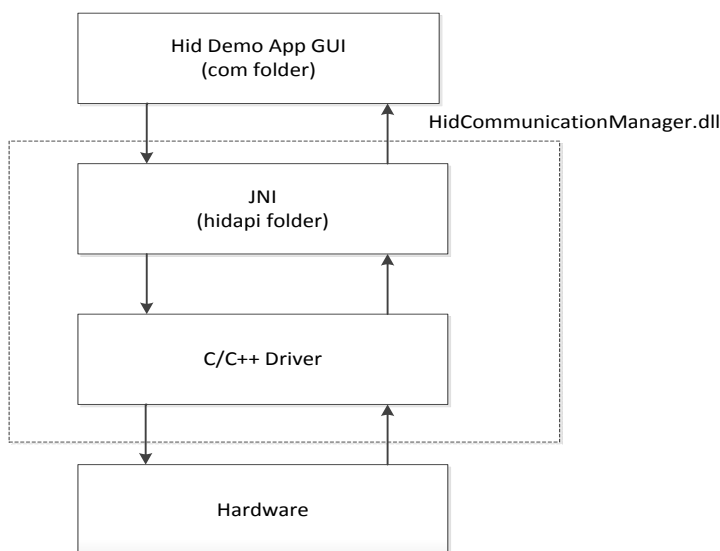 Hid Demo App GUI
(com folder)
HidCommunicationManager.dll
JNI
(hidapi folder)
C/C++ Driver
Hardware